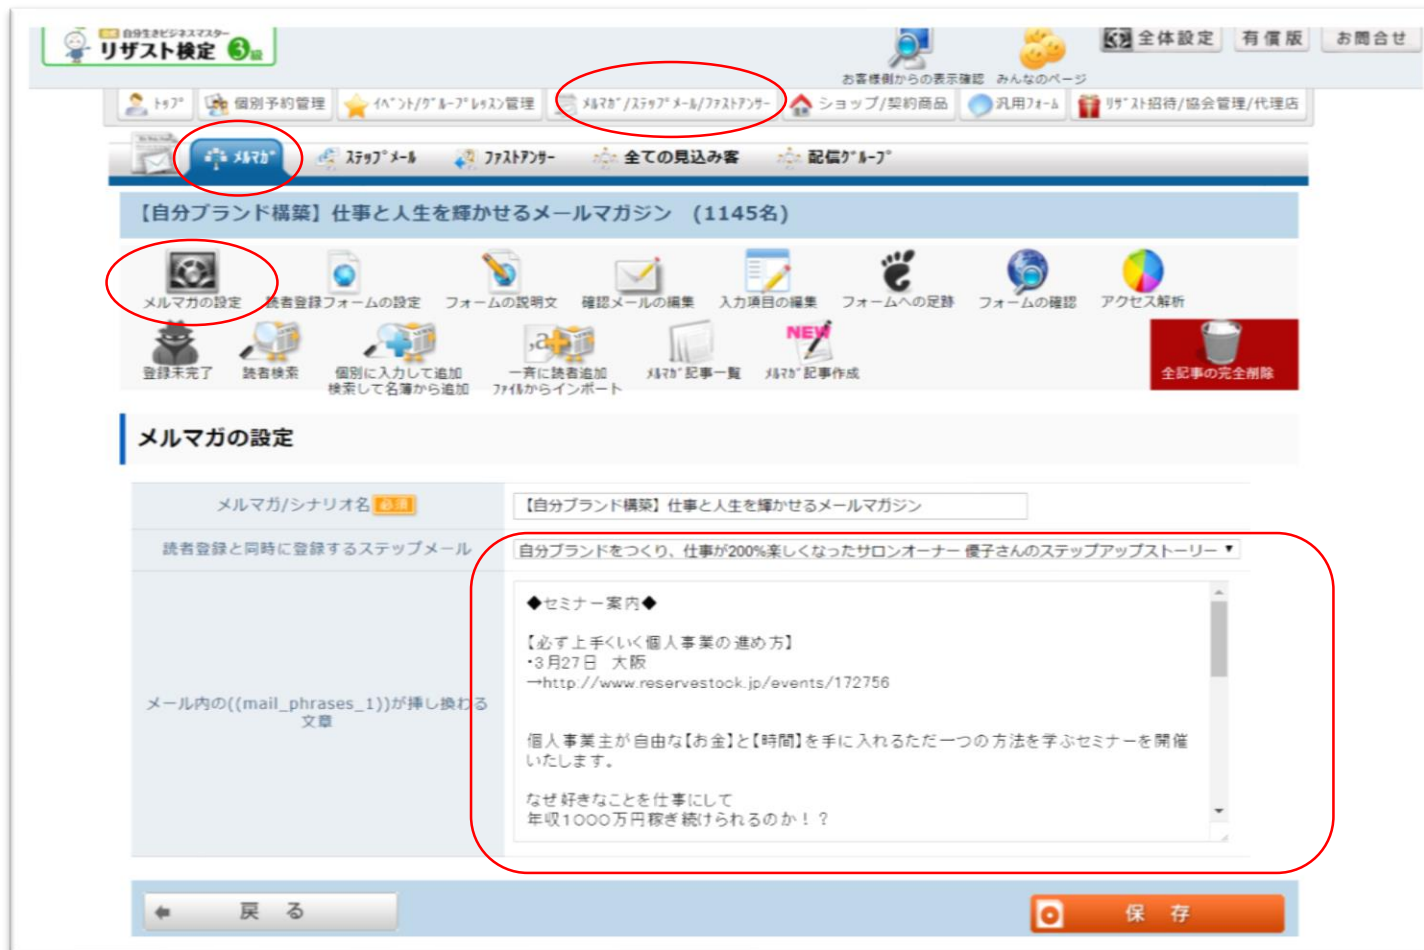 自分生きビジネスマスター
リザスト検定 3級
お客様側からの表示確認 みんなのページ
全体設定 有償版 お問合せ
トップ 個別予約管理 イベント/グループレッスン管理 メルマガ/ステップメール/ファストアンサー ショップ/契約商品 汎用フォーム リザスト招待/協会管理/代理店
メルマガ ステップメール ファストアンサー 全ての見込み客 配信グループ
【自分ブランド構築】仕事と人生を輝かせるメールマガジン (1145名)
メルマガの設定 読者登録フォームの設定 フォームの説明文 確認メールの編集 入力項目の編集 フォームへの足跡 フォームの確認 アクセス解析
NEW
登録未完了 読者検索 個別に入力して追加 一斉に読者追加 メルマガ記事一覧 メルマガ記事作成 全記事の完全削除
検索して名簿から追加 ファイルからインポート
メルマガの設定
メルマガ/シナリオ名 必須 【自分ブランド構築】仕事と人生を輝かせるメールマガジン
読者登録と同時に登録するステップメール 自分ブランドをつくり、仕事が200%楽しくなったサロンオーナー 優子さんのステップアップストーリー
メール内の((mail_phrases_1))が挿し換わる
文章
◆セミナー案内◆
【必ず上手くいく個人事業の進め方】
・3月27日 大阪
→http://www.reservestock.jp/events/172756
個人事業主が自由な【お金】と【時間】を手に入れるただ一つの方法を学ぶセミナーを開催
いたします。
なぜ好きなことを仕事にして
年収1000万円稼ぎ続けられるのか！？
戻る 保存